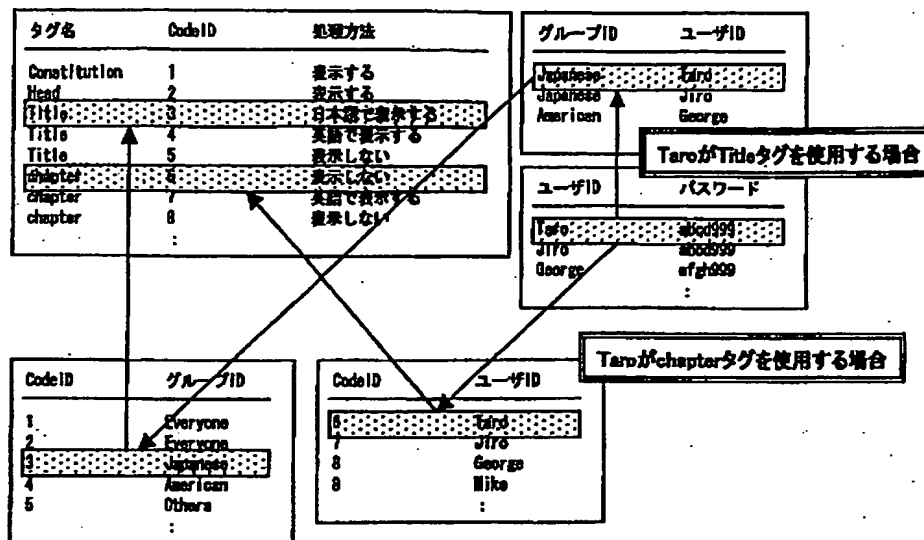 タグ名 CodeID 処理方法
Constitution 1 表示する
Head 2 表示する
Title 3 日本語で表示する
Title 4 英語で表示する
Title 5 表示しない
chapter 6 表示しない
chapter 7 英語で表示する
chapter 8 表示しない
:
グループID ユーザID
Japanese Taro
Japanese Jiro
American George
TaroがTitleタグを使用する場合
ユーザID パスワード
Taro abcd999
Jiro abcd999
George efgh999
:
TaroがchapterタグをJ使用する場合
CodeID グループID
1 Everyone
2 Everyone
3 Japanese
4 American
5 Others
:
CodeID ユーザID
6 Taro
7 Jiro
8 George
8 Mike
: